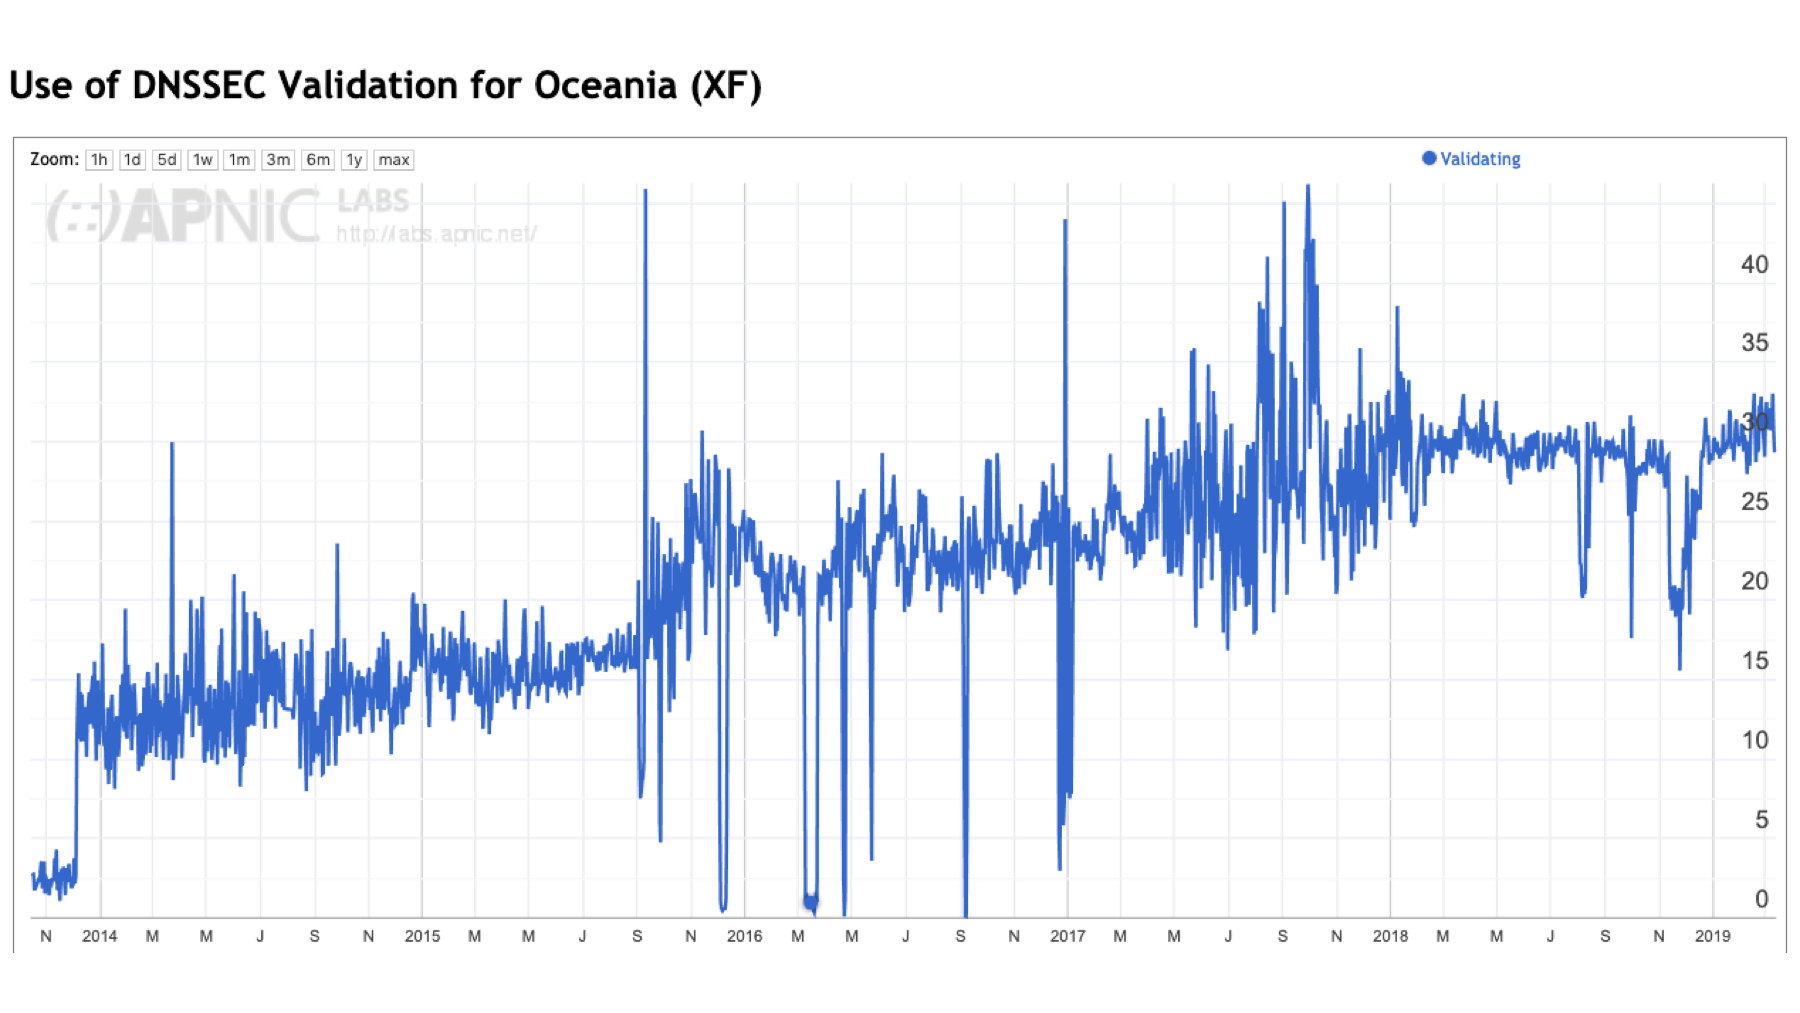 Use of DNSSEC Validation for Oceania (XF)
Zoom: 1h 1d 5d 1w 1m 3m 6m 1y max
Validating
(::)APNIC LABS
http://labs.apnic.net/
40
35
30
25
20
15
10
5
0
N 2014 M M J S N 2015 M M J S N 2016 M M J S N 2017 M M J S N 2018 M M J S N 2019